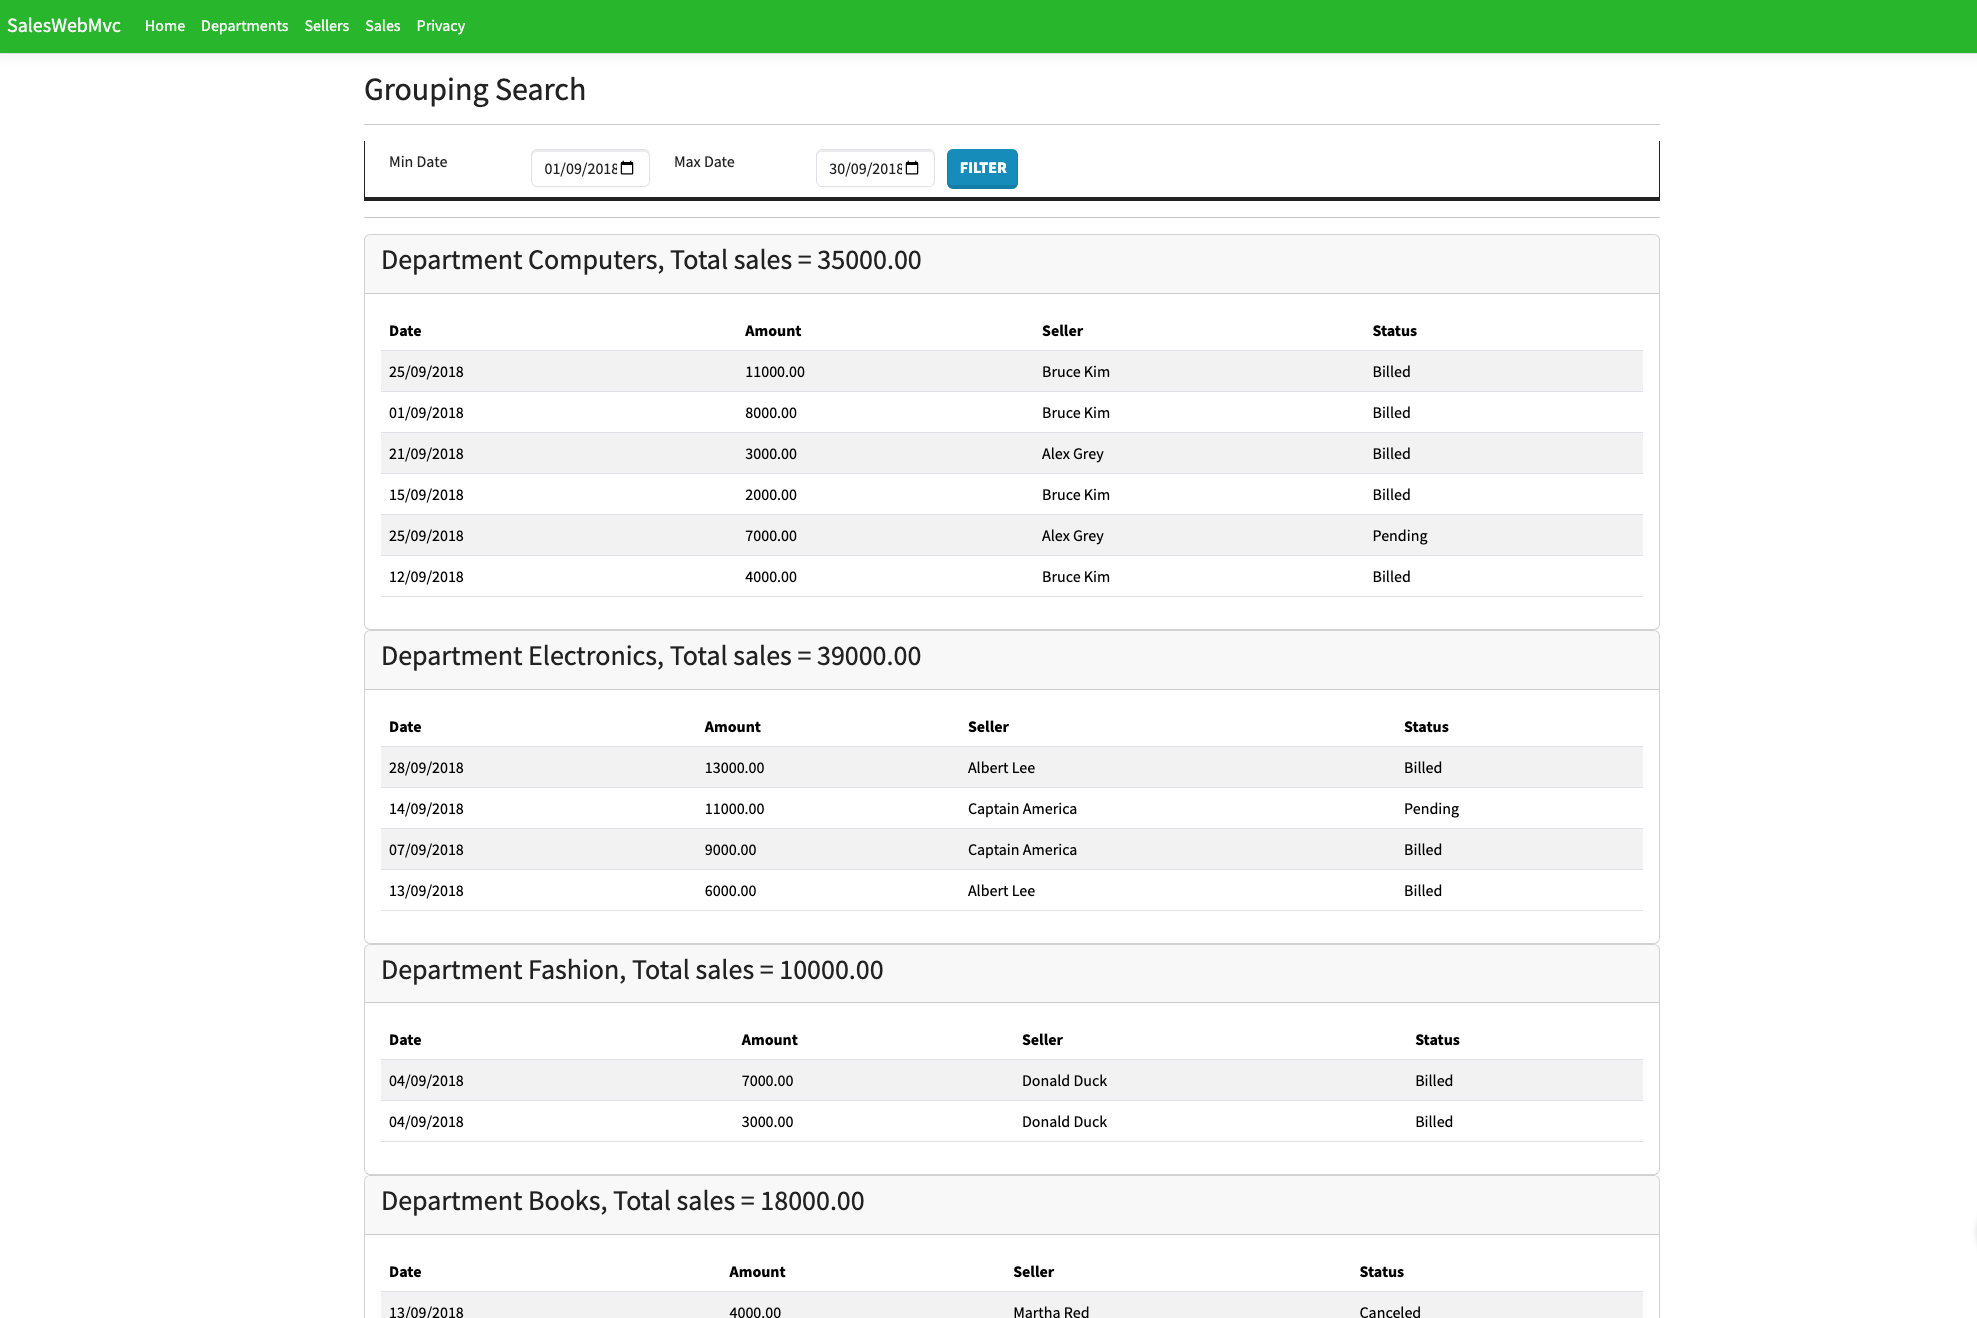 SalesWebMvc Home Departments Sellers Sales Privacy
Grouping Search
Min Date 01/09/2018 Max Date 30/09/2018 FILTER
Department Computers, Total sales = 35000.00
Date Amount Seller Status
25/09/2018 11000.00 Bruce Kim Billed
01/09/2018 8000.00 Bruce Kim Billed
21/09/2018 3000.00 Alex Grey Billed
15/09/2018 2000.00 Bruce Kim Billed
25/09/2018 7000.00 Alex Grey Pending
12/09/2018 4000.00 Bruce Kim Billed
Department Electronics, Total sales = 39000.00
Date Amount Seller Status
28/09/2018 13000.00 Albert Lee Billed
14/09/2018 11000.00 Captain America Pending
07/09/2018 9000.00 Captain America Billed
13/09/2018 6000.00 Albert Lee Billed
Department Fashion, Total sales = 10000.00
Date Amount Seller Status
04/09/2018 7000.00 Donald Duck Billed
04/09/2018 3000.00 Donald Duck Billed
Department Books, Total sales = 18000.00
Date Amount Seller Status
13/09/2018 4000.00 Martha Red Canceled